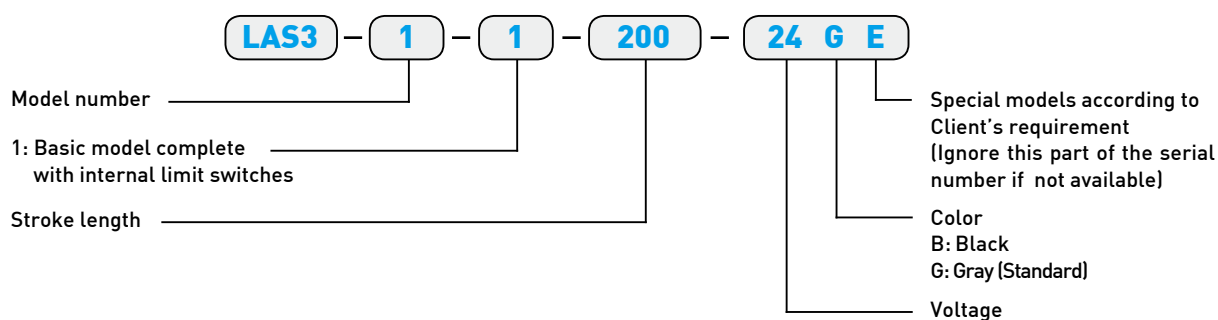 LAS3 – 1 – 1 – 200 – 24 G E
Model number
1: Basic model complete
with internal limit switches
Stroke length
Special models according to
Client's requirement
(Ignore this part of the serial
number if not available)
Color
B: Black
G: Gray (Standard)
Voltage